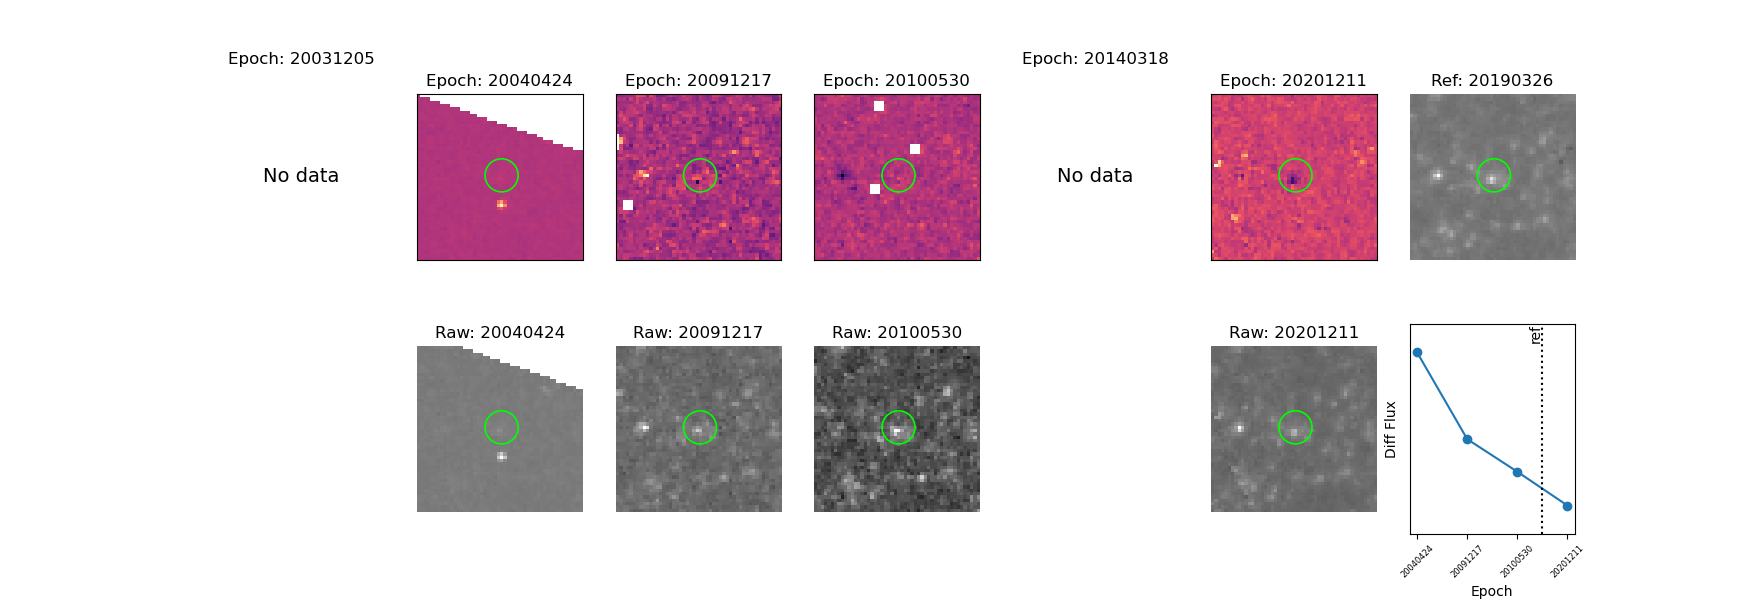 Epoch: 20031205
Epoch: 20040424
Epoch: 20091217
Epoch: 20100530
Epoch: 20140318
Epoch: 20201211
Ref: 20190326
No data
No data
Raw: 20040424
Raw: 20091217
Raw: 20100530
Raw: 20201211
ref
Diff Flux
20040424
20091217
20100530
20201211
Epoch